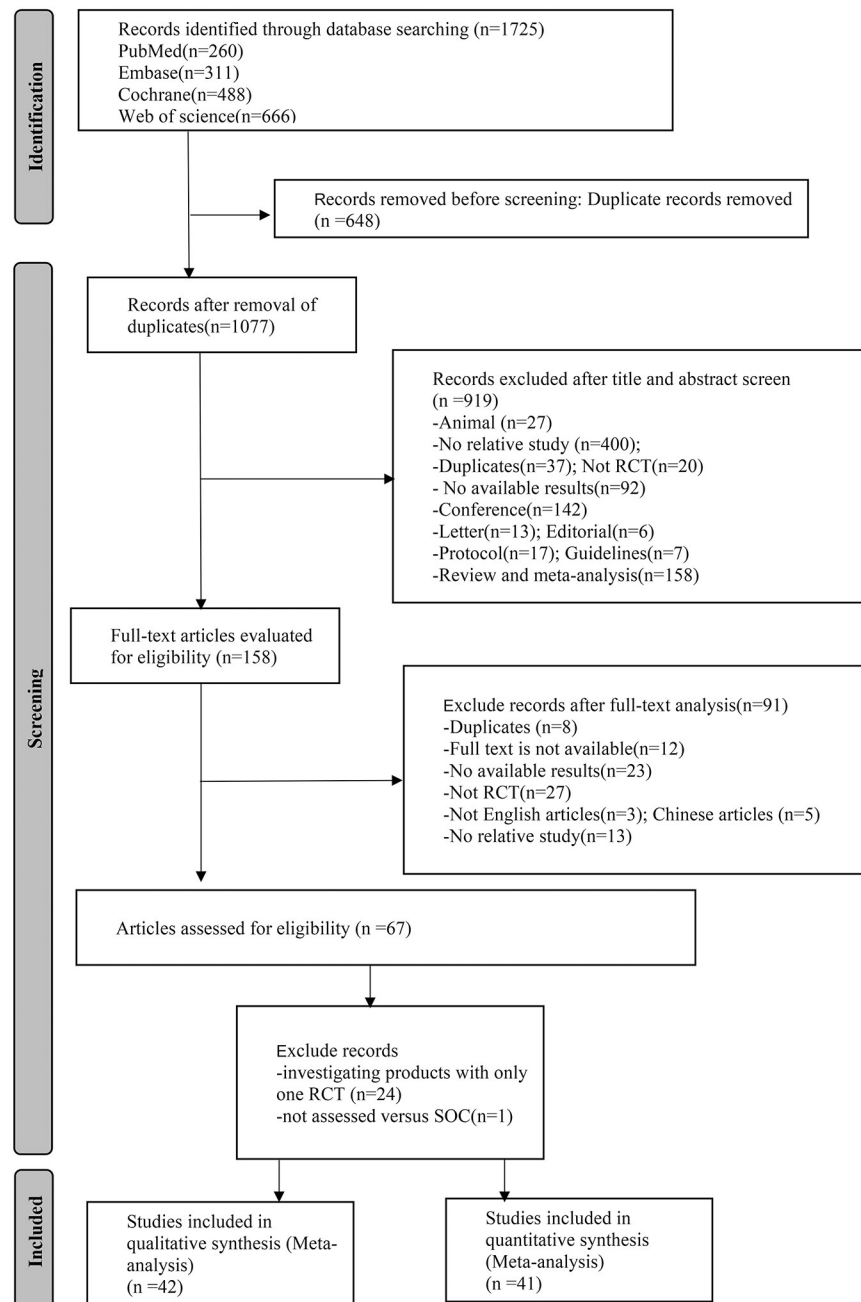 Identification
Records identified through database searching (n=1725)
PubMed(n=260)
Embase(n=311)
Cochrane(n=488)
Web of science(n=666)
Records removed before screening: Duplicate records removed
(n =648)
Screening
Records after removal of
duplicates(n=1077)
Records excluded after title and abstract screen
(n =919)
-Animal (n=27)
-No relative study (n=400);
-Duplicates(n=37); Not RCT(n=20)
- No available results(n=92)
-Conference(n=142)
-Letter(n=13); Editorial(n=6)
-Protocol(n=17); Guidelines(n=7)
-Review and meta-analysis(n=158)
Full-text articles evaluated
for eligibility (n=158)
Exclude records after full-text analysis(n=91)
-Duplicates (n=8)
-Full text is not available(n=12)
-No available results(n=23)
-Not RCT(n=27)
-Not English articles(n=3); Chinese articles (n=5)
-No relative study(n=13)
Articles assessed for eligibility (n =67)
Exclude records
-investigating products with only
one RCT (n=24)
-not assessed versus SOC(n=1)
Included
Studies included in
qualitative synthesis (Meta-
analysis)
(n =42)
Studies included in
quantitative synthesis
(Meta-analysis)
(n =41)